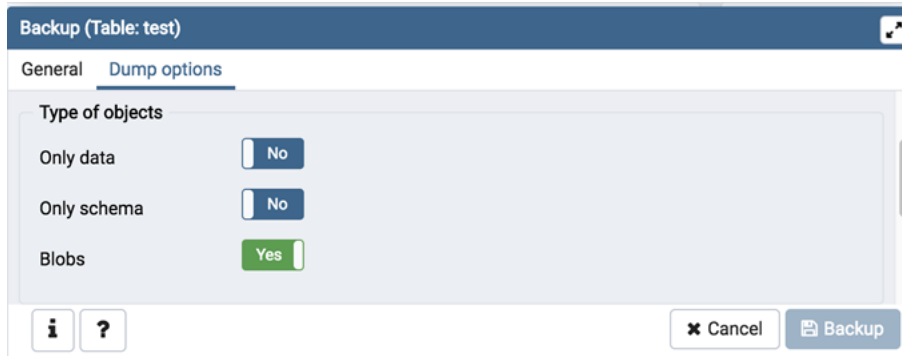 Backup (Table: test)
General Dump options
Type of objects
Only data No
Only schema No
Blobs Yes
i ? Cancel Backup